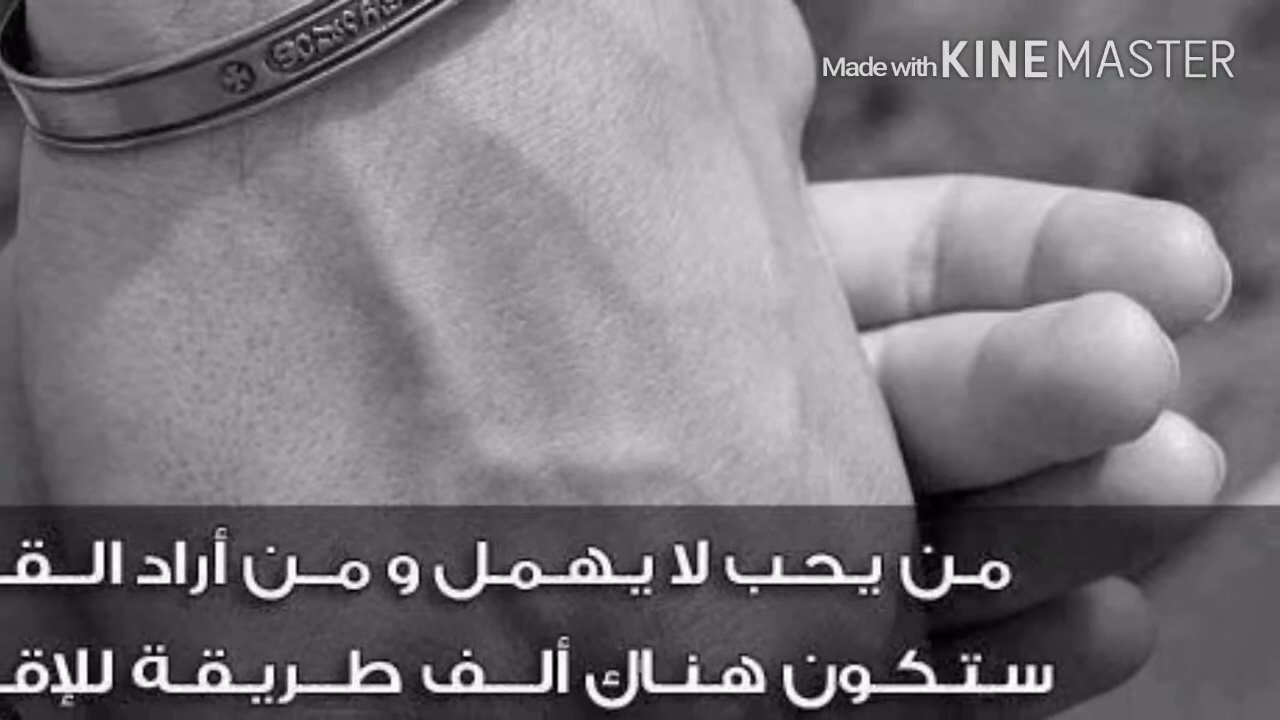 Made with KINEMASTER
من يحب لا يهمل و من أراد
ستكون هناك ألف طريقة